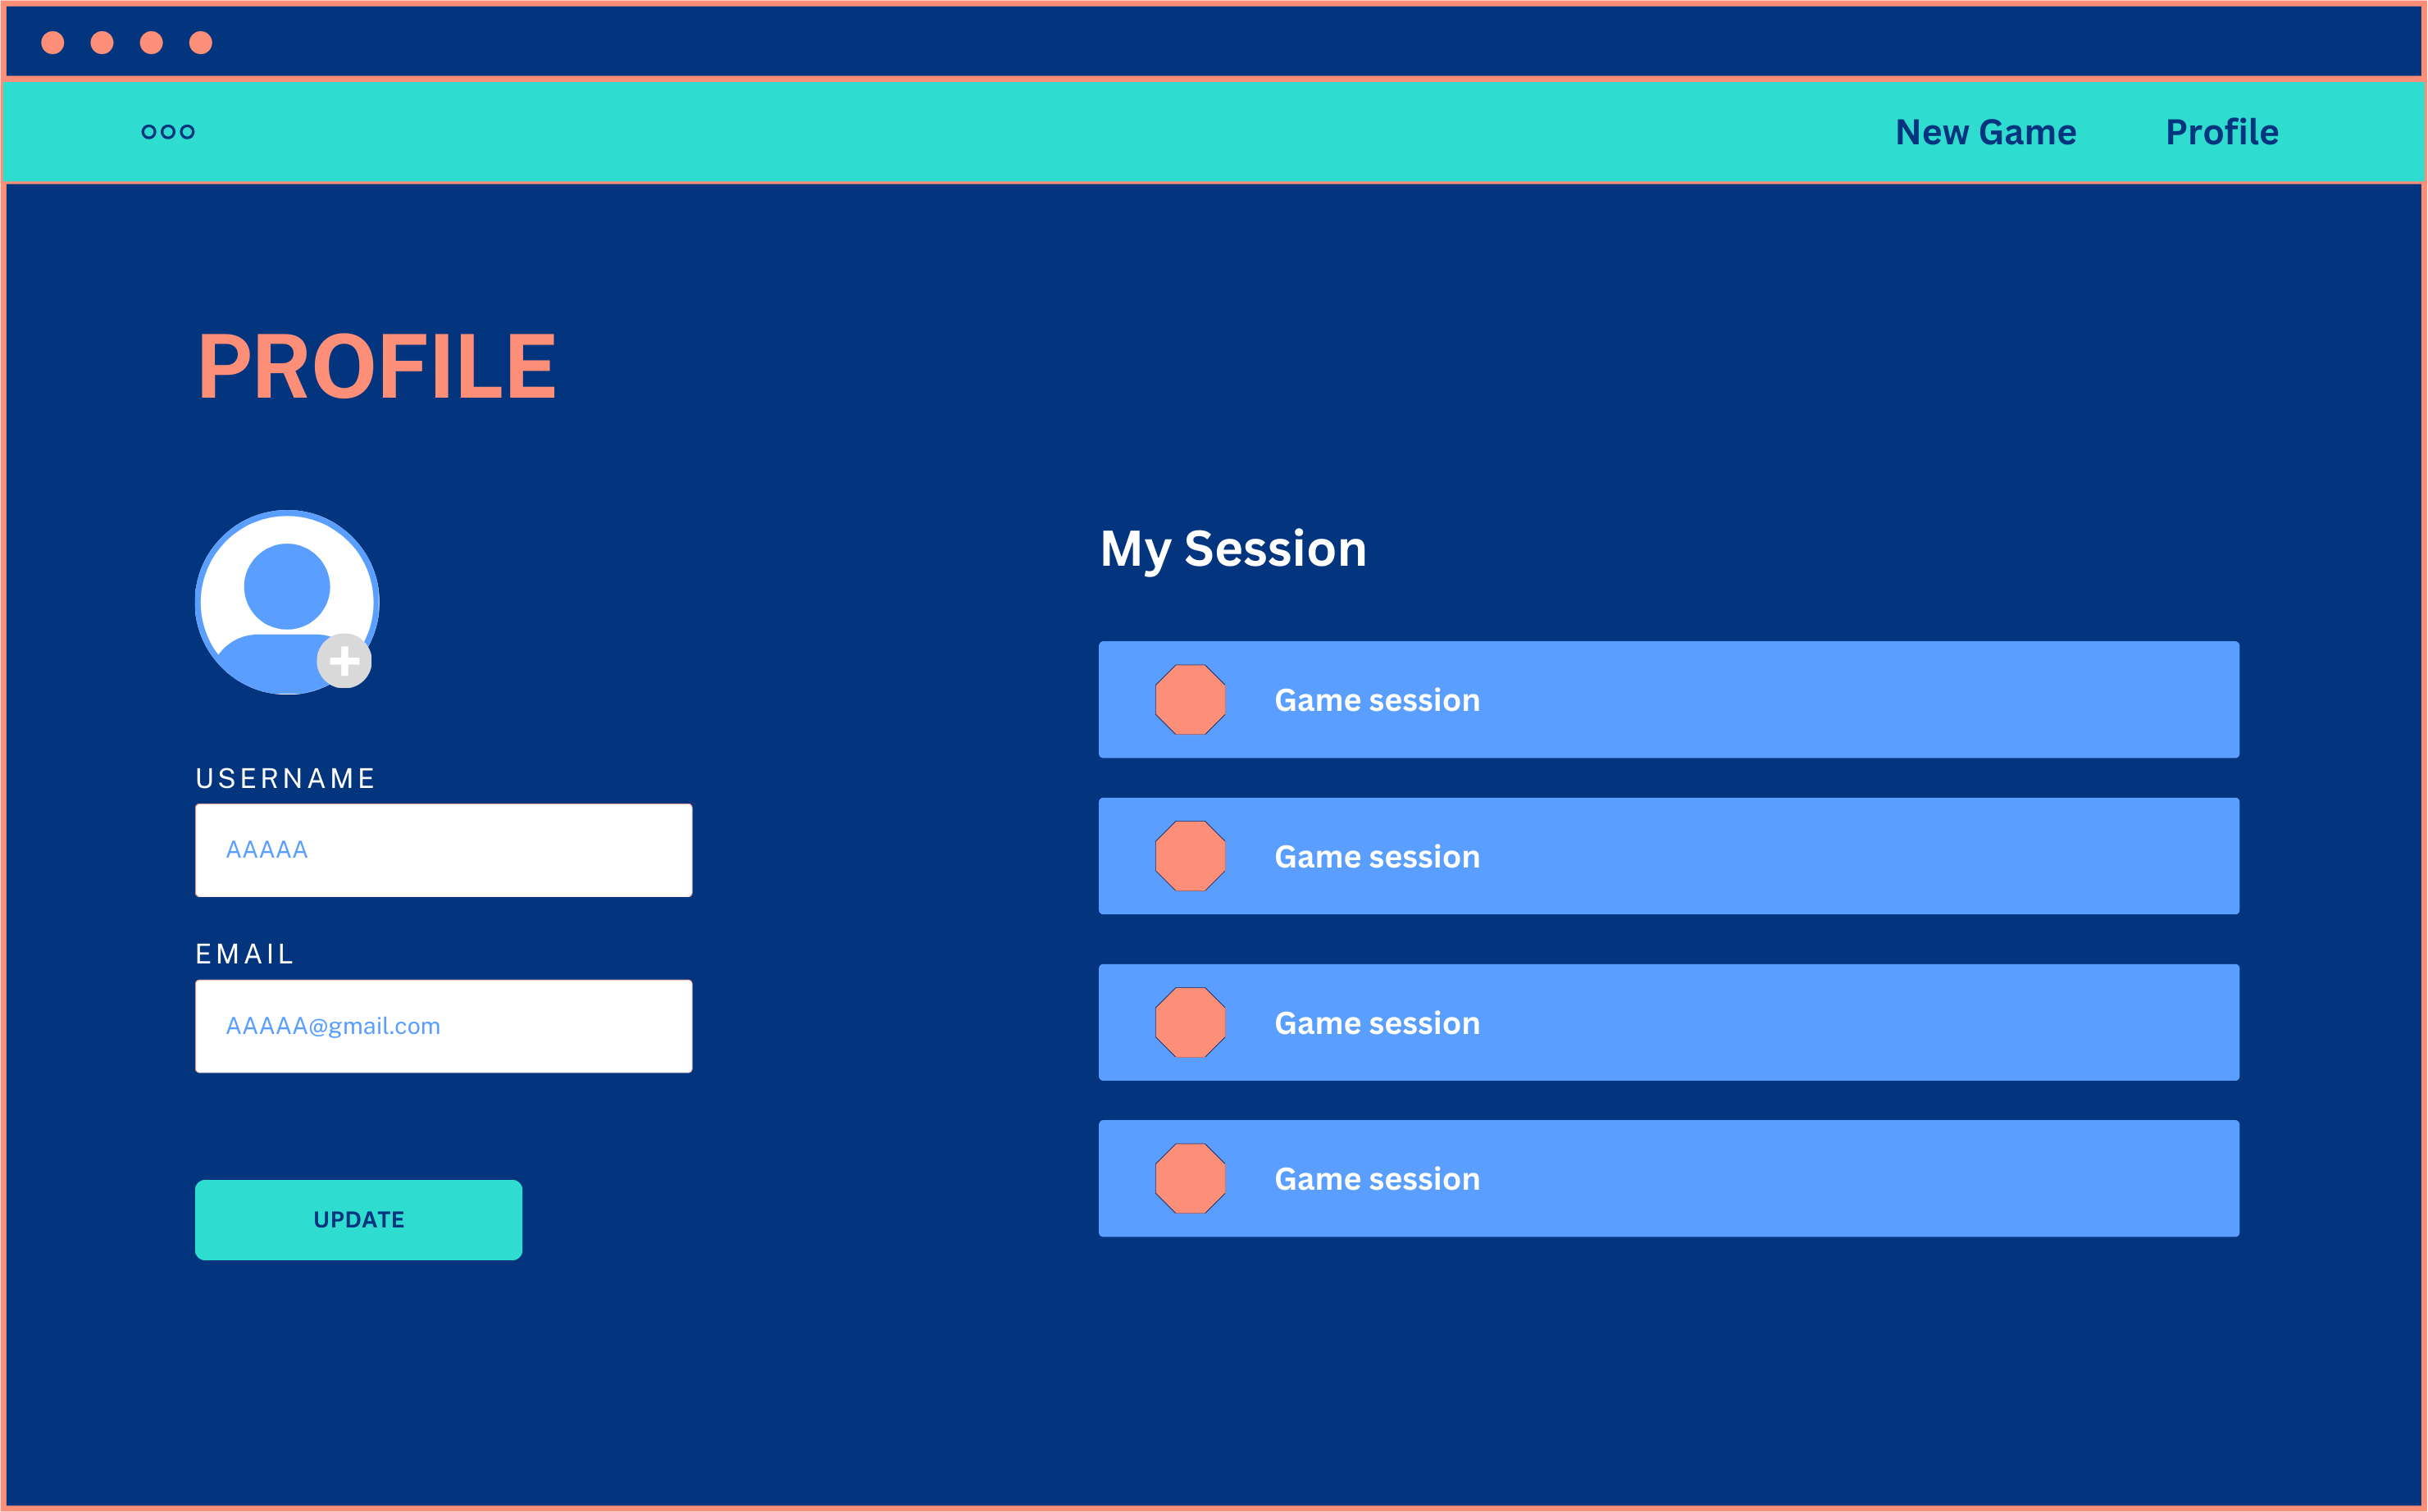 New Game
Profile
PROFILE
USERNAME
AAAAA
EMAIL
AAAAA@gmail.com
UPDATE
My Session
Game session
Game session
Game session
Game session